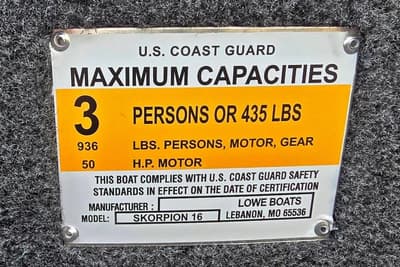 U.S. COAST GUARD
MAXIMUM CAPACITIES
3 PERSONS OR 435 LBS
936 LBS. PERSONS, MOTOR, GEAR
50 H.P. MOTOR
THIS BOAT COMPLIES WITH U.S. COAST GUARD SAFETY
STANDARDS IN EFFECT ON THE DATE OF CERTIFICATION
MANUFACTURER: LOWE BOATS
MODEL: SKORPION 16 LEBANON, MO 65536